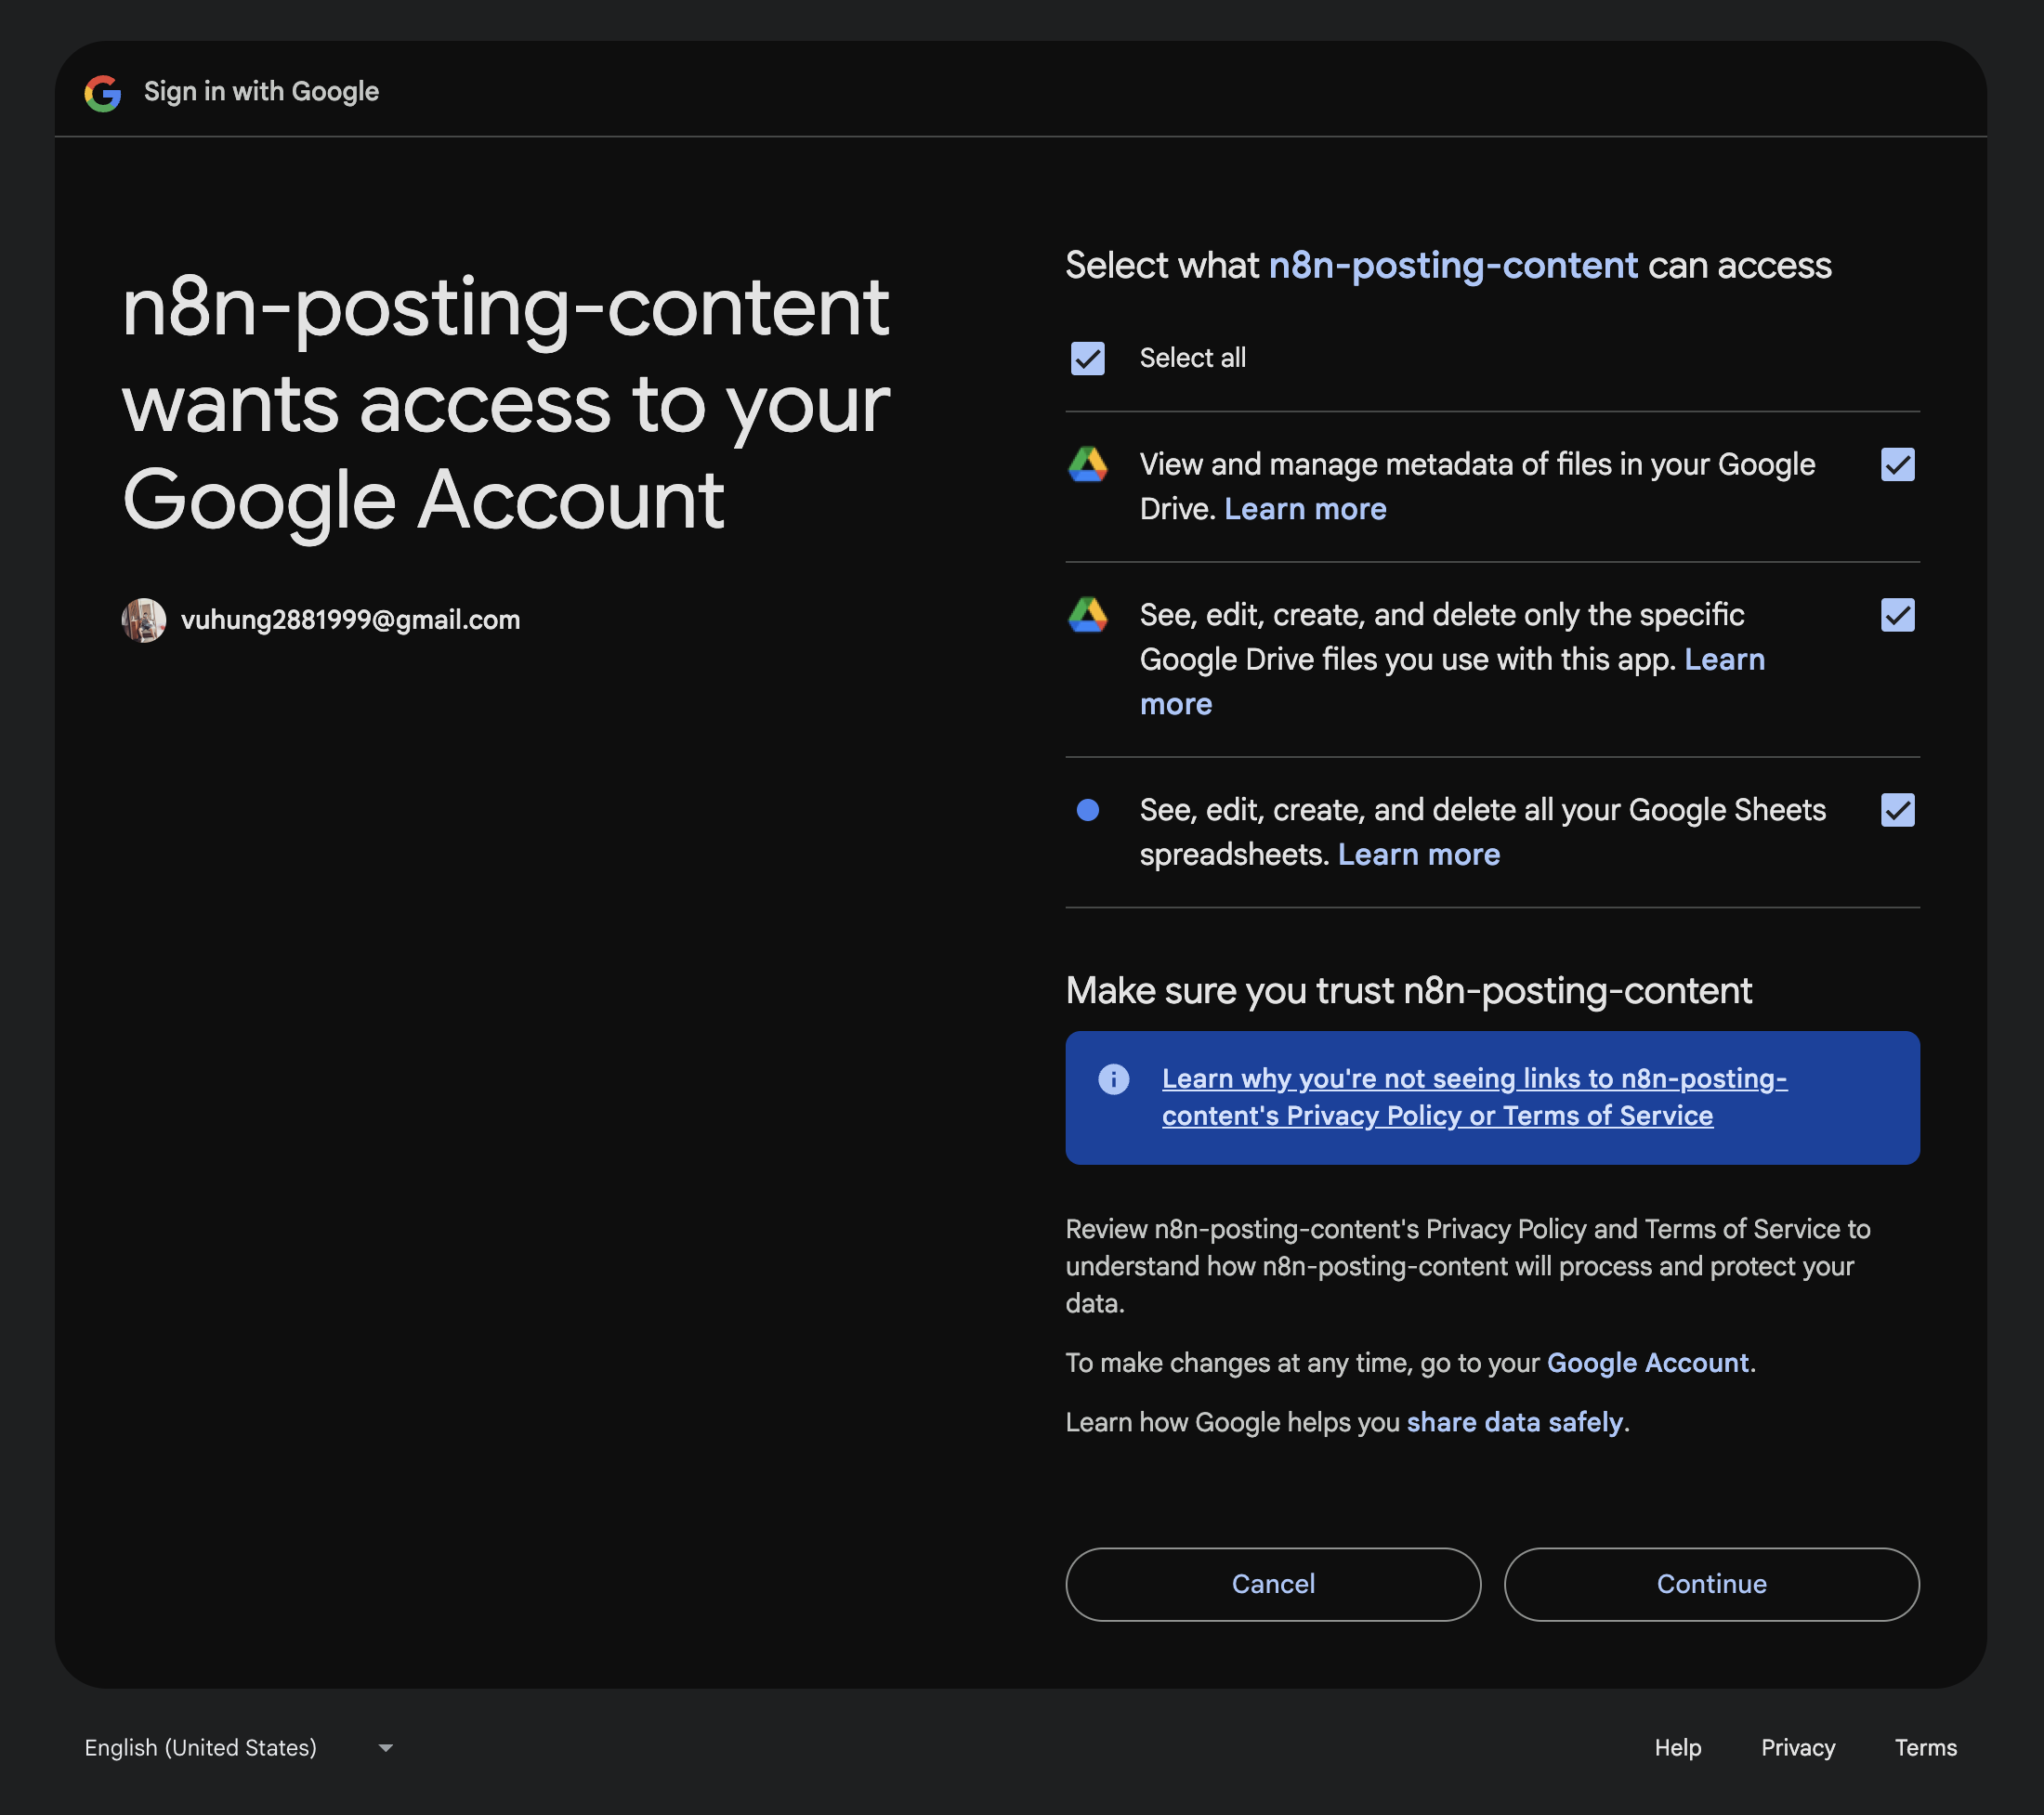 Sign in with Google
n8n-posting-content
wants access to your
Google Account
vuhung2881999@gmail.com
Select what n8n-posting-content can access
Select all
View and manage metadata of files in your Google
Drive. Learn more
See, edit, create, and delete only the specific
Google Drive files you use with this app. Learn
more
See, edit, create, and delete all your Google Sheets
spreadsheets. Learn more
Make sure you trust n8n-posting-content
Learn why you're not seeing links to n8n-posting-
content's Privacy Policy or Terms of Service
Review n8n-posting-content's Privacy Policy and Terms of Service to
understand how n8n-posting-content will process and protect your
data.
To make changes at any time, go to your Google Account.
Learn how Google helps you share data safely.
Cancel
Continue
English (United States)
Help
Privacy
Terms